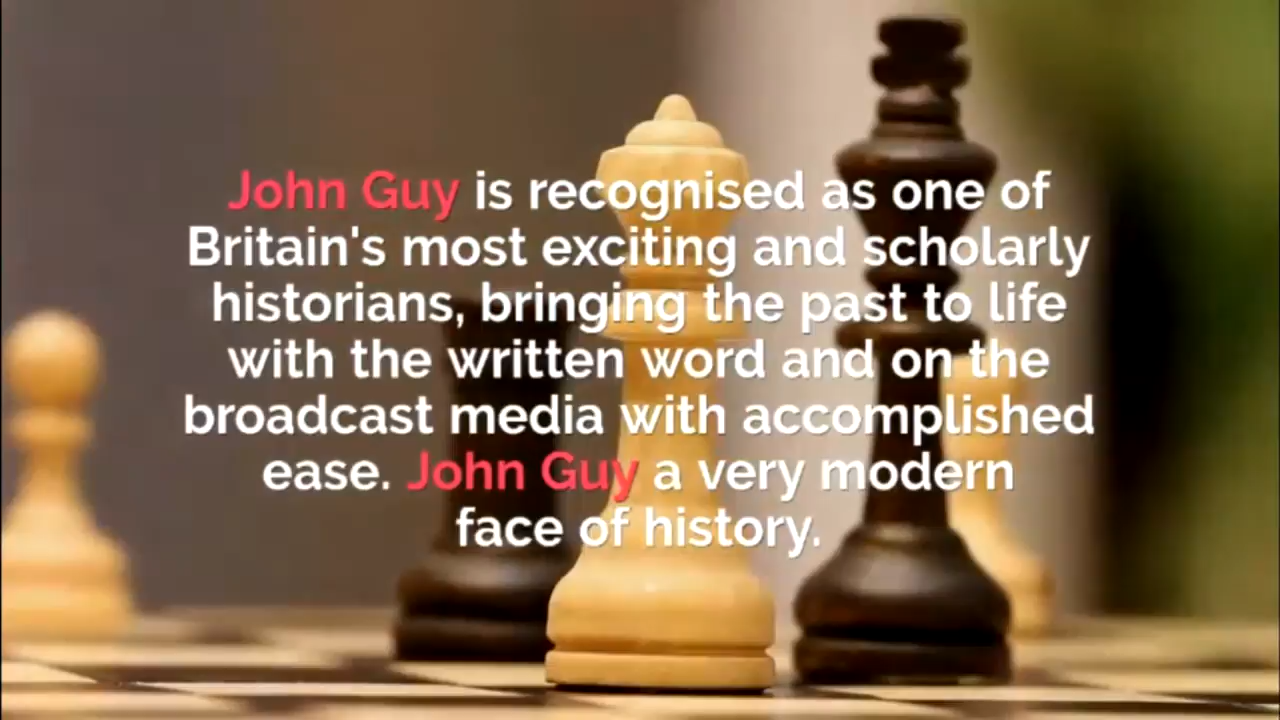 John Guy is recognised as one of
Britain's most exciting and scholarly
historians, bringing the past to life
with the written word and on the
broadcast media with accomplished
ease. John Guy a very modern
face of history.